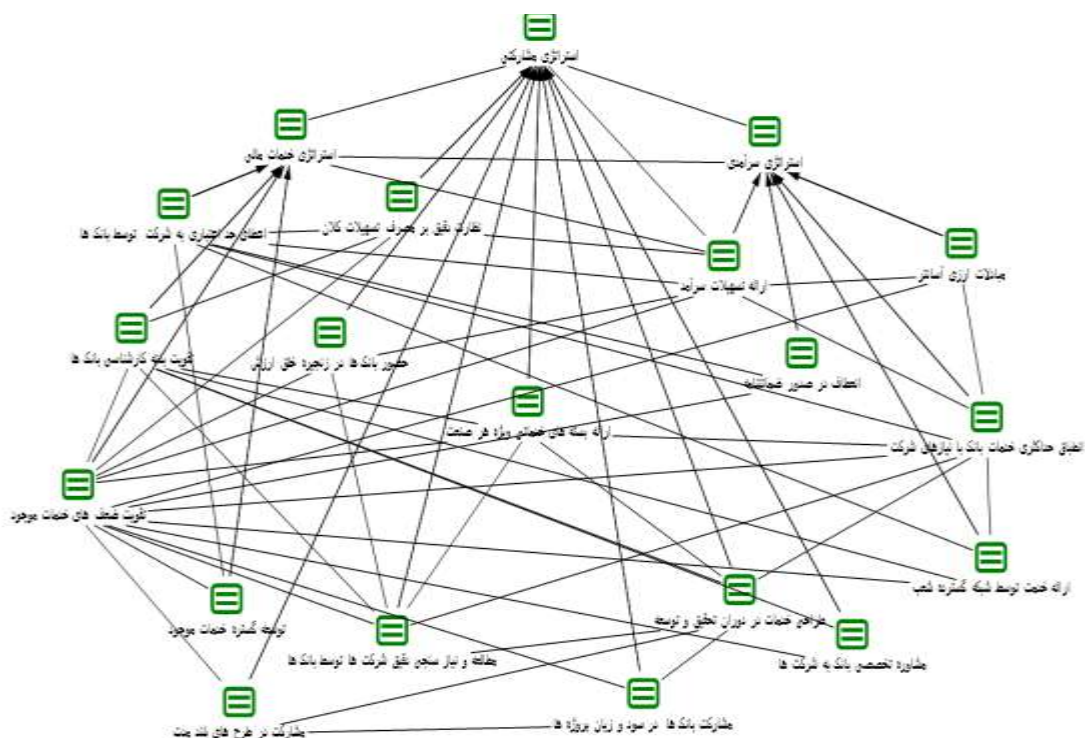 استراتژی مشارکتی
استراتژی خدمات مالی
استراتژی سرآمدی
اعطای حد اعتباری به شرکت توسط بانک ها
نظارت دقیق بر مصرف تسهیلات کلان
ارائه تسهیلات سرآمد
مبادلات ارزی آسانتر
تقویت بدنه کارشناسی بانک ها
حضور بانک ها در زنجیره خلق ارزش
انعطاف در صدور ضمانتنامه
ارائه بسته های خدماتی ویژه هر صنعت
انطباق حداکثری خدمات بانک با نیازهای شرکت
تقویت ضعف های خدمات موجود
ارائه خدمت توسط شبکه گسترده شعب
توسعه گستره خدمات موجود
طراحی خدمات در دوران تحقیق و توسعه
مطالعه و نیاز سنجی دقیق شرکت ها توسط بانک ها
مشاوره تخصصی بانک به شرکت ها
مشارکت در طرح های بلند مدت
مشارکت بانک ها در سود و زیان پروژه ها